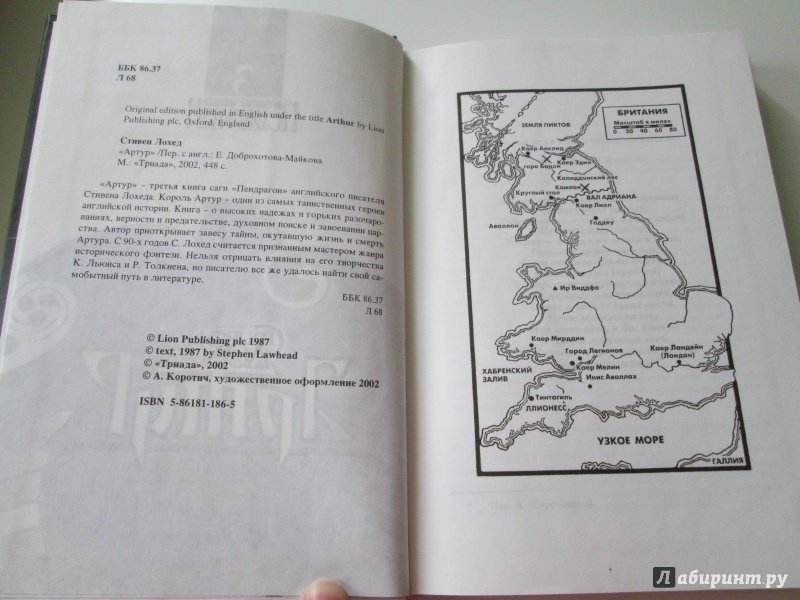 ББК 86.37
Л 68
Original edition published in English under the title Arthur by Lion
Publishing plc, Oxford, England
Стивен Лохед
«Артур» /Пер. с англ.: Е. Доброхотова-Майкова
М.: «Триада», 2002, 448 с.
«Артур» - третья книга саги «Пендрагон» английского писателя
Стивена Лохеда. Король Артур - один из самых таинственных героев
английской истории. Книга - о высоких надеждах и горьких разочаро-
ваниях, верности и предательстве, духовном поиске и завоевании цар-
ства. Автор приоткрывает завесу тайны, окутавшую жизнь и смерть
Артура. С 90-х годов С. Лохед считается признанным мастером жанра
исторического фэнтези. Нельзя отрицать влияния на его творчества
К. Льюиса и Р. Толкиена, но писателю все же удалось найти свой са-
мобытный путь в литературе.
ББК 86.37
Л 68
© Lion Publishing plc 1987
© text, 1987 by Stephen Lawhead
© «Триада», 2002
© А. Коротич, художественное оформление 2002
ISBN 5-86181-186-5
БРИТАНИЯ
Масштаб в милях
0 20 40 60 80
ЗЕМЛЯ ПИКТОВ
Каер Алклид
гора Бадон
Каер Эдин
Калиддонский лес
Круглый стол
Камлан
ВАЛ АДРИАНА
Каер Лиал
Годдеу
Аваллон
Ир Виддфа
Каер Мирддин
Город Легионов
Каер Лундейн
(Лондон)
Каер Мелин
ХАБРЕНСКИЙ
ЗАЛИВ
Инис Аваллах
Тинтагиль
ЛЛИОНЕСС
УЗКОЕ МОРЕ
ГАЛЛИЯ
Лабиринт.ру